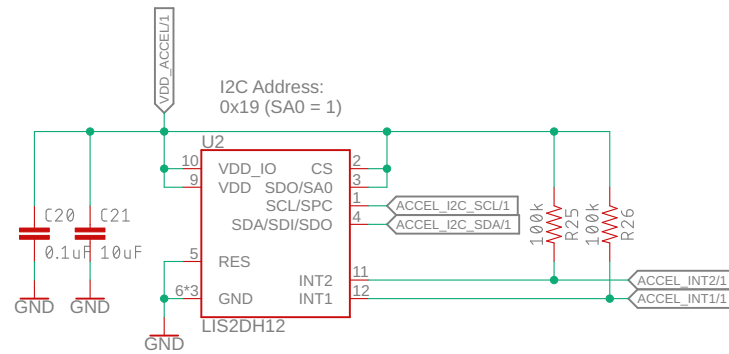 VDD_ACCEL/1
I2C Address:
0x19 (SA0 = 1)
U2
10 VDD_IO CS 2
9 VDD SDO/SA0 3
SCL/SPC 1 ACCEL_I2C_SCL/1
SDA/SDI/SDO 4 ACCEL_I2C_SDA/1
C20 C21
0.1uF 10uF
100k R25 100k R26
5 RES
INT2 11 ACCEL_INT2/1
6*3 GND INT1 12 ACCEL_INT1/1
GND GND
LIS2DH12
GND